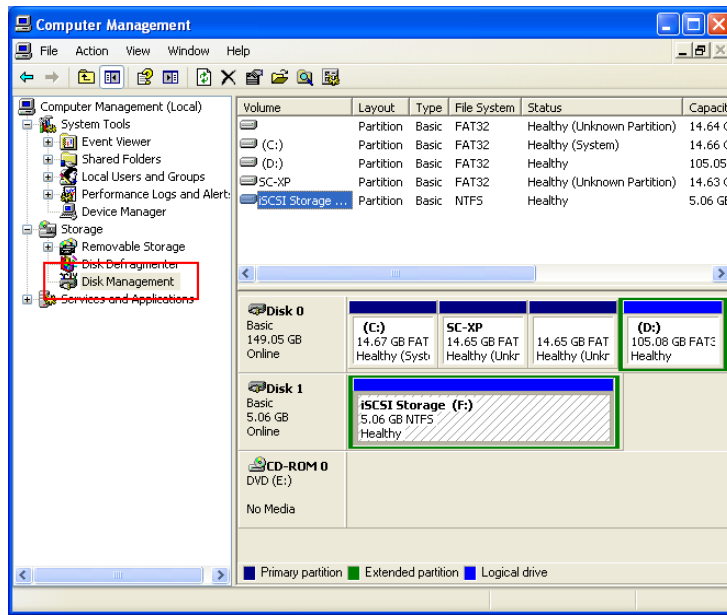 Computer Management
File Action View Window Help
Computer Management (Local)
System Tools
Event Viewer
Shared Folders
Local Users and Groups
Performance Logs and Alert
Device Manager
Storage
Removable Storage
Disk Defragmenter
Disk Management
Services and Applications
Volume Layout Type File System Status Capacit
Partition Basic FAT32 Healthy (Unknown Partition) 14.64
(C:) Partition Basic FAT32 Healthy (System) 14.66
(D:) Partition Basic FAT32 Healthy 105.05
SC-XP Partition Basic FAT32 Healthy (Unknown Partition) 14.63
iSCSI Storage ... Partition Basic NTFS Healthy 5.06 GB
Disk 0
Basic
149.05 GB
Online
(C:)
14.67 GB FAT
Healthy (Syst
SC-XP
14.65 GB FAT
Healthy (Unkr
14.65 GB FAT
Healthy (Unkr
(D:)
105.08 GB FAT3
Healthy
Disk 1
Basic
5.06 GB
Online
iSCSI Storage (F:)
5.06 GB NTFS
Healthy
CD-ROM 0
DVD (E:)
No Media
Primary partition Extended partition Logical drive